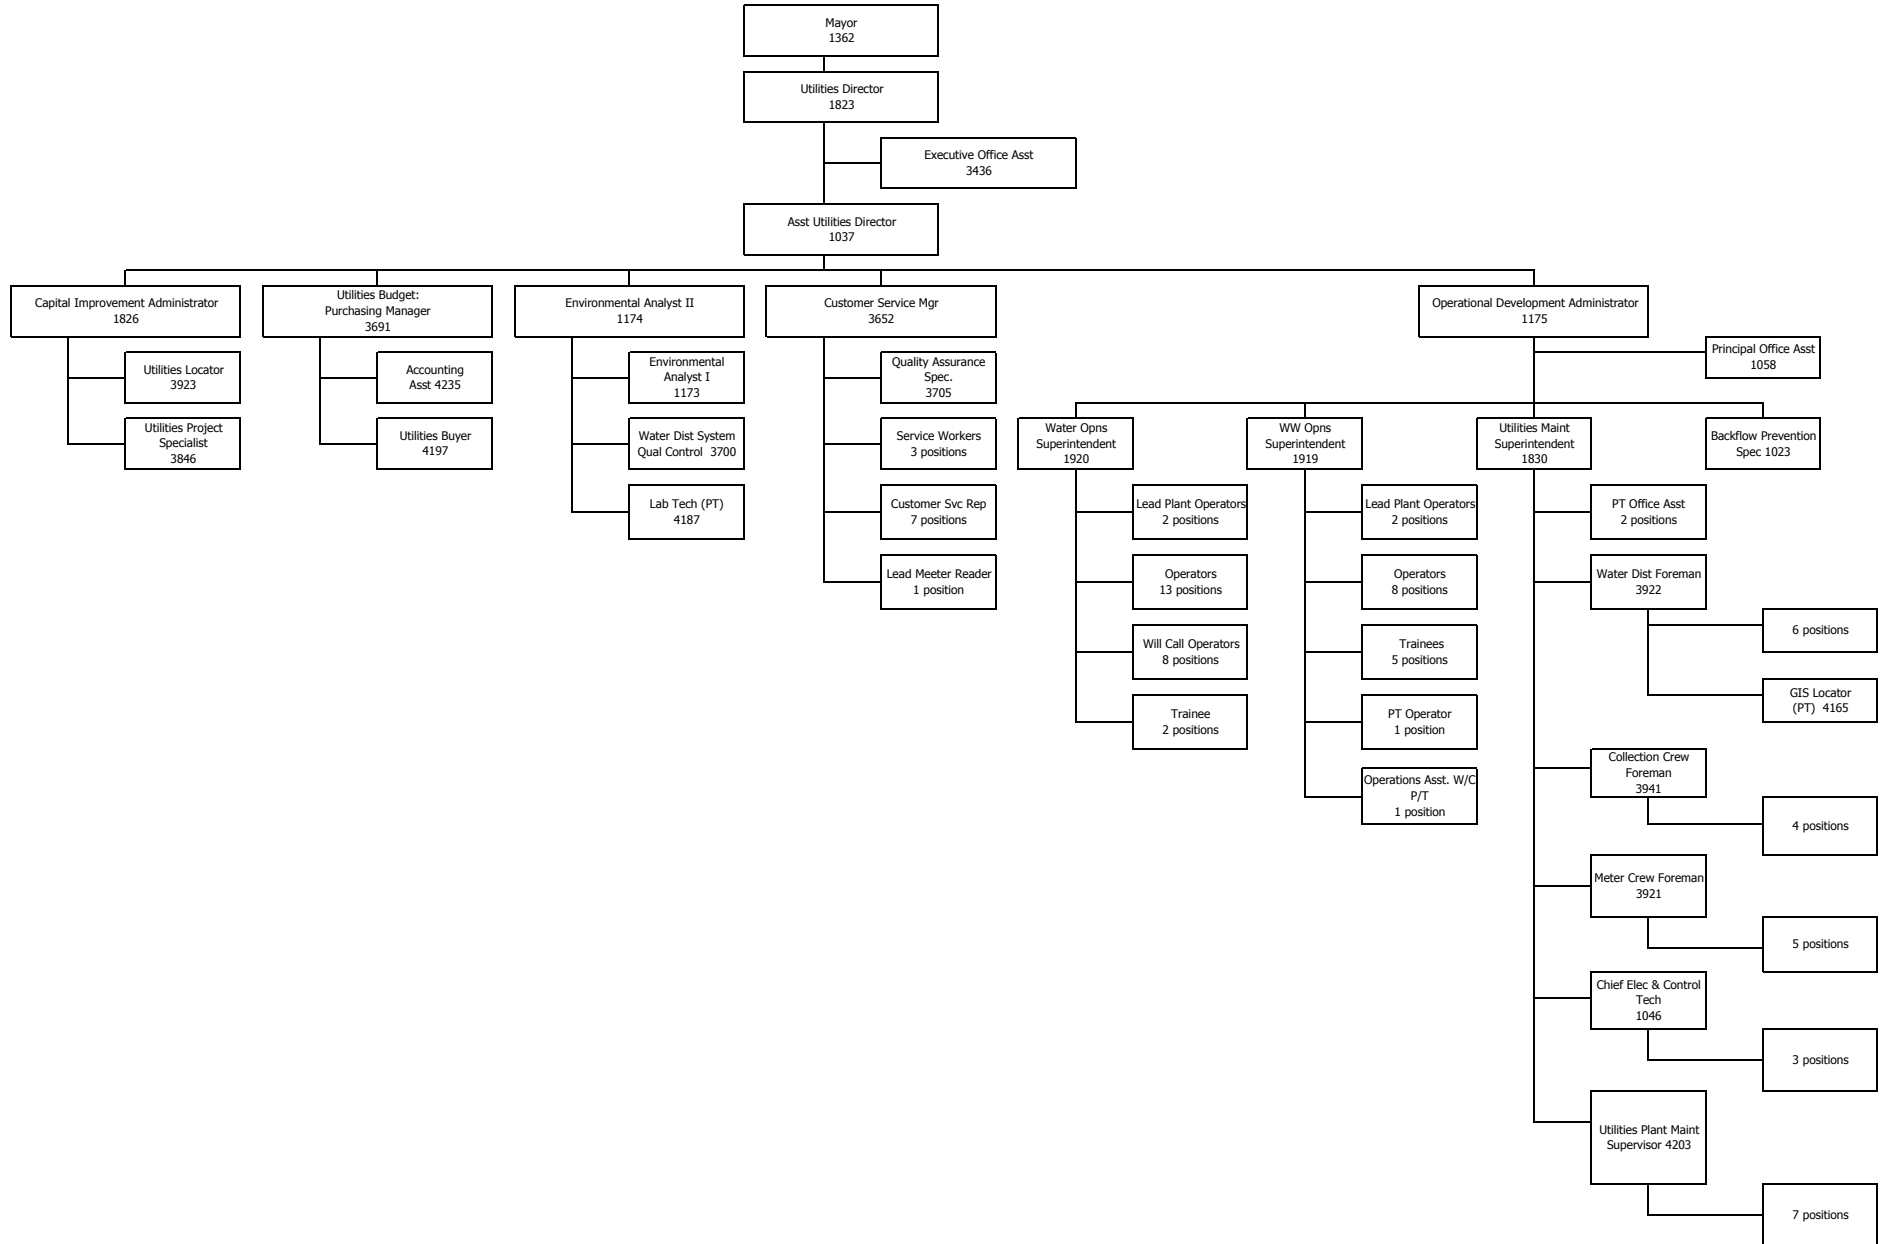 Mayor
1362
Utilities Director
1823
Executive Office Asst
3436
Asst Utilities Director
1037
Capital Improvement Administrator
1826
Utilities Budget:
Purchasing Manager
3691
Environmental Analyst II
1174
Customer Service Mgr
3652
Operational Development Administrator
1175
Principal Office Asst
1058
Utilities Locator
3923
Utilities Project
Specialist
3846
Accounting
Asst 4235
Utilities Buyer
4197
Environmental
Analyst I
1173
Water Dist System
Qual Control  3700
Lab Tech (PT)
4187
Quality Assurance
Spec.
3705
Service Workers
3 positions
Customer Svc Rep
7 positions
Lead Meeter Reader
1 position
Water Opns
Superintendent
1920
Lead Plant Operators
2 positions
Operators
13 positions
Will Call Operators
8 positions
Trainee
2 positions
WW Opns
Superintendent
1919
Lead Plant Operators
2 positions
Operators
8 positions
Trainees
5 positions
PT Operator
1 position
Operations Asst. W/C
P/T
1 position
Utilities Maint
Superintendent
1830
Backflow Prevention
Spec 1023
PT Office Asst
2 positions
Water Dist Foreman
3922
6 positions
GIS Locator
(PT)  4165
Collection Crew
Foreman
3941
4 positions
Meter Crew Foreman
3921
5 positions
Chief Elec & Control
Tech
1046
3 positions
Utilities Plant Maint
Supervisor 4203
7 positions